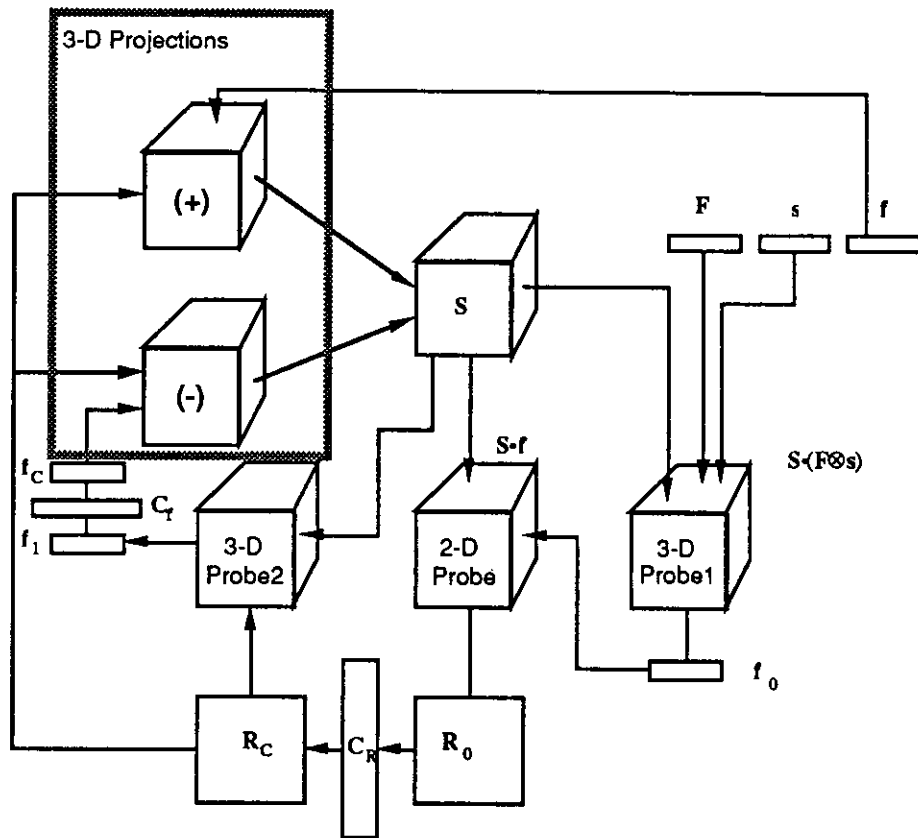 3-D Projections
(+)
F
s
f
S
(-)
S•f
S•(F⊗s)
f_C
C_f
f_1
3-D
Probe2
2-D
Probe
3-D
Probe1
f_0
R_C
C_R
R_0